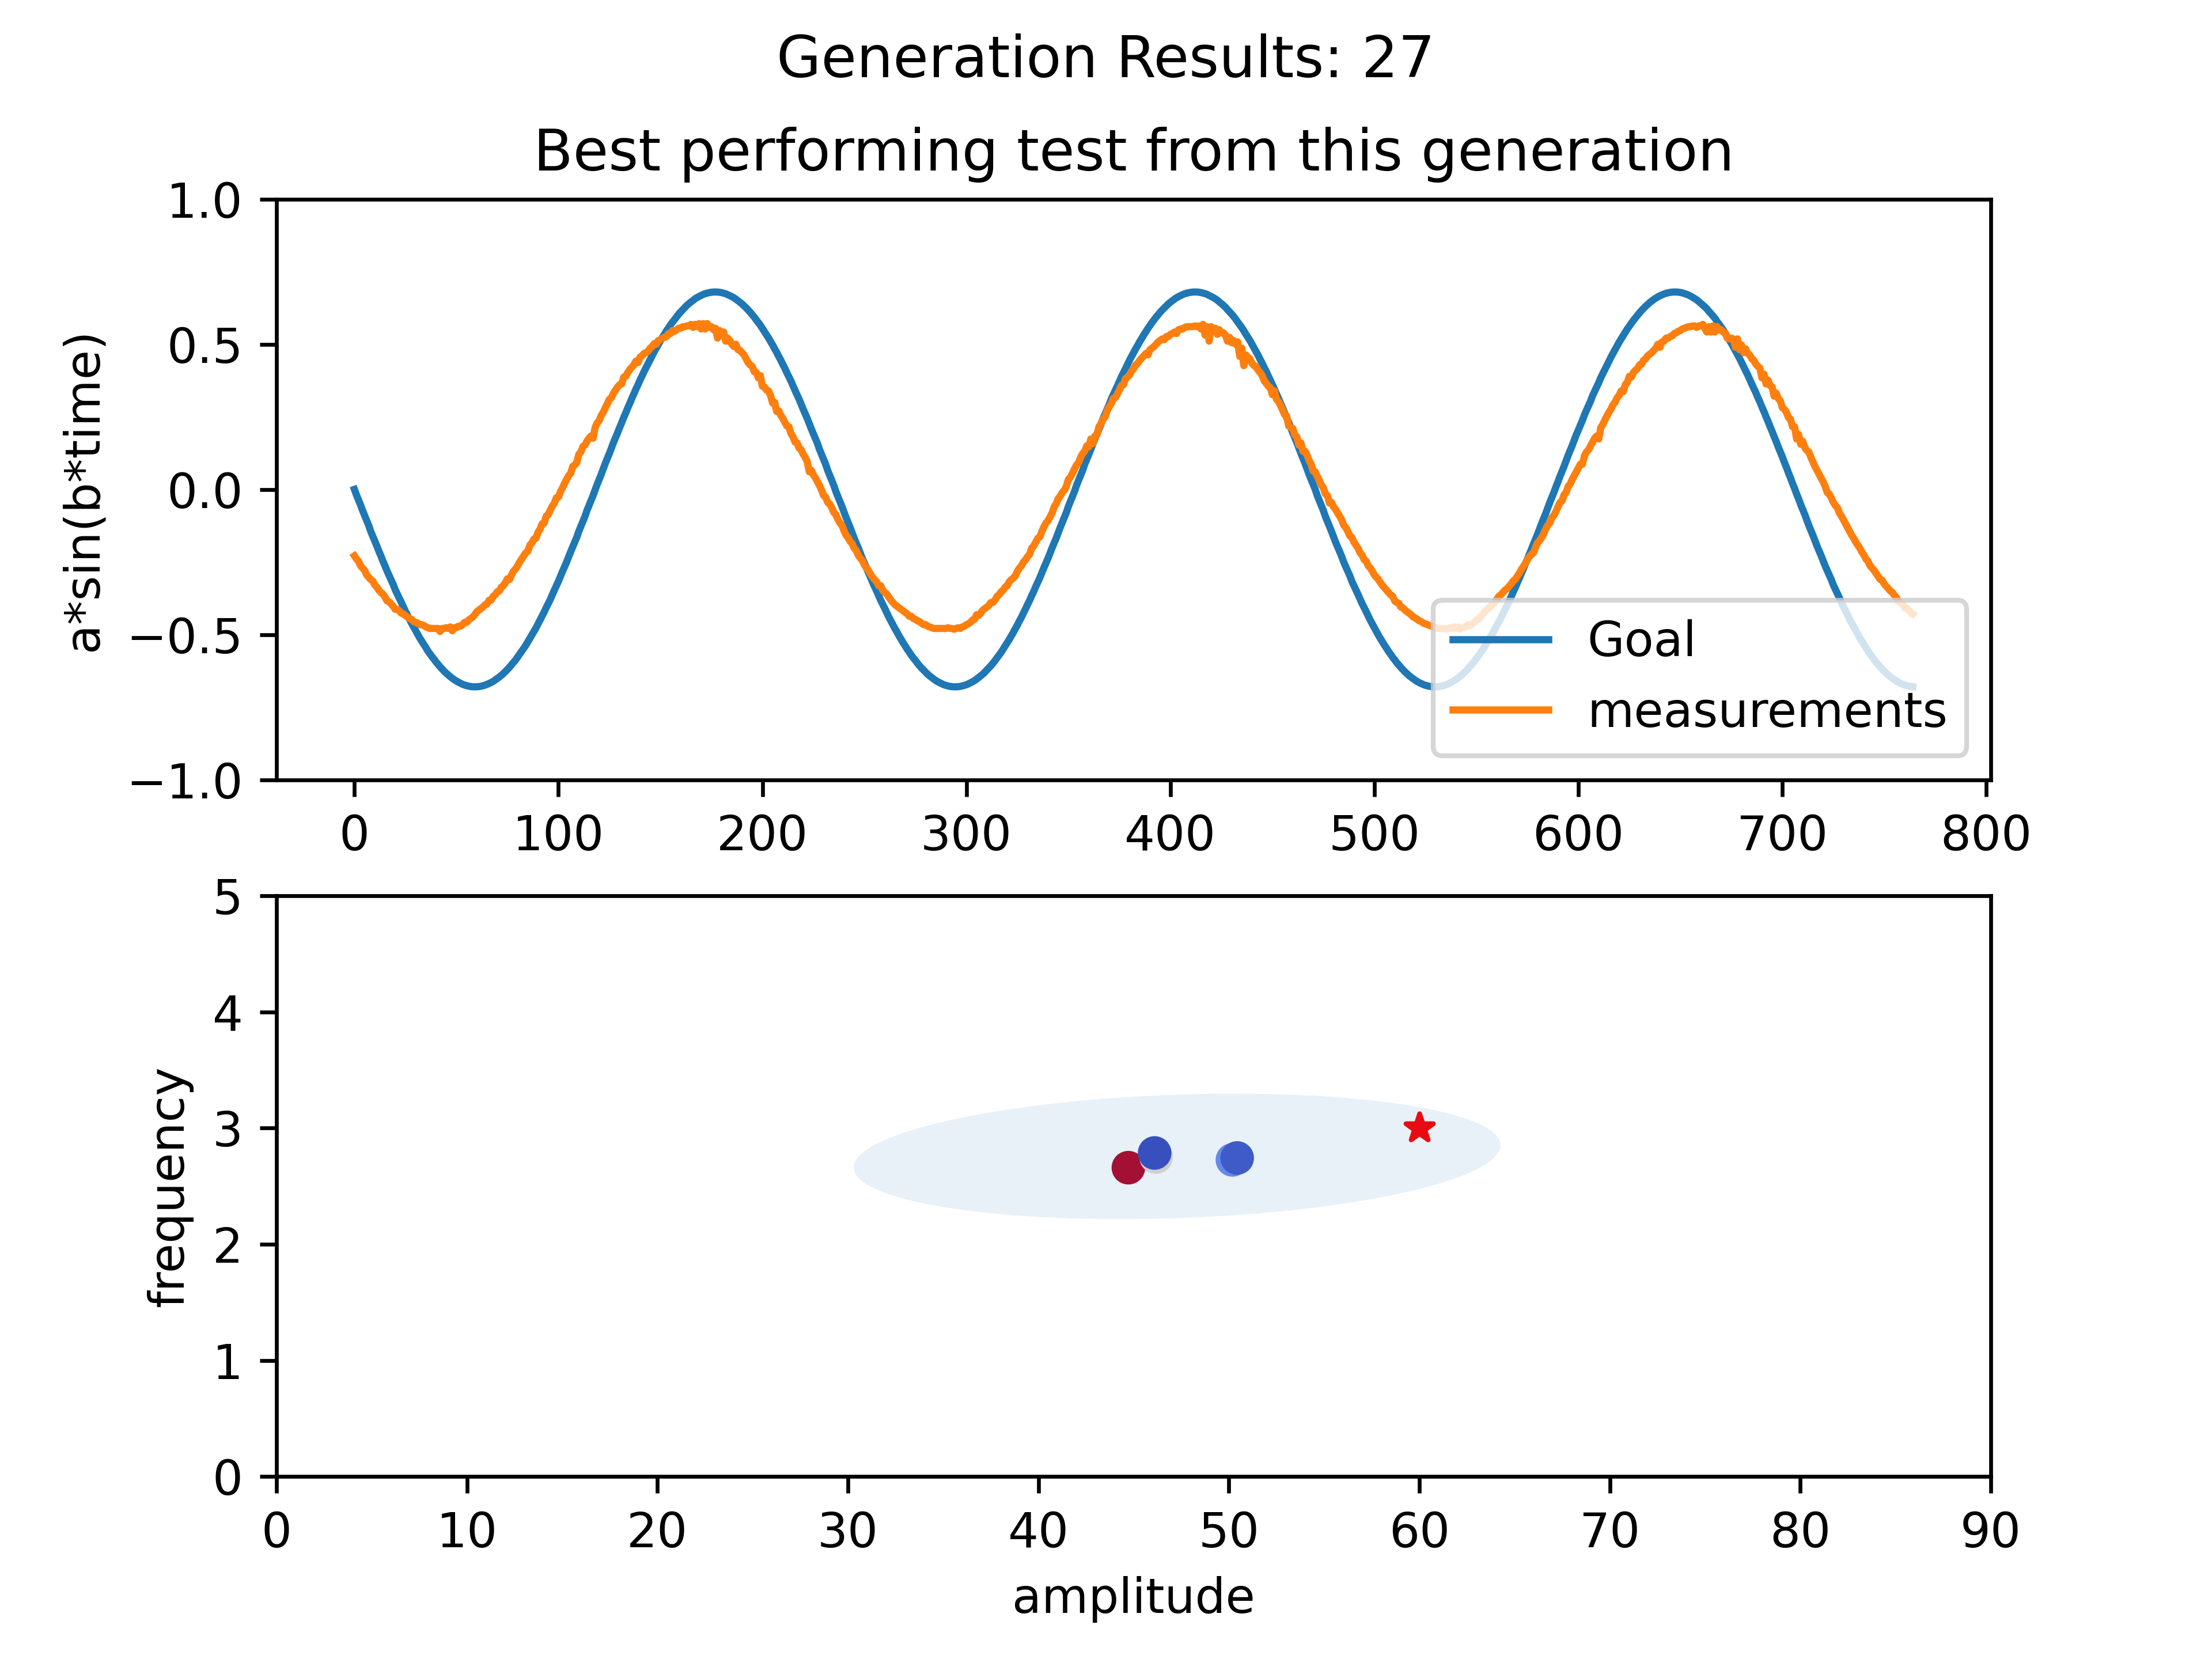 Generation Results: 27
Best performing test from this generation
a*sin(b*time)
1.0
0.5
0.0
−0.5
−1.0
Goal
measurements
0 100 200 300 400 500 600 700 800
frequency
5
4
3
2
1
0
0 10 20 30 40 50 60 70 80 90
amplitude